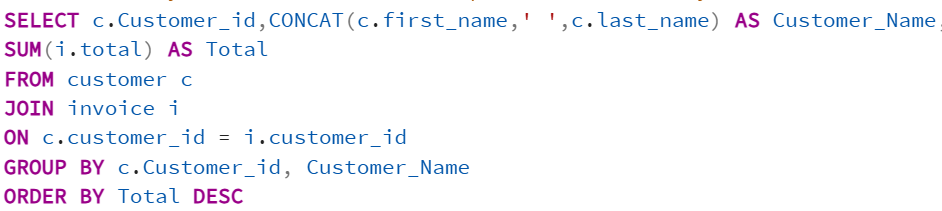 SELECT c.Customer_id,CONCAT(c.first_name,' ',c.last_name) AS Customer_Name,
SUM(i.total) AS Total
FROM customer c
JOIN invoice i
ON c.customer_id = i.customer_id
GROUP BY c.Customer_id, Customer_Name
ORDER BY Total DESC